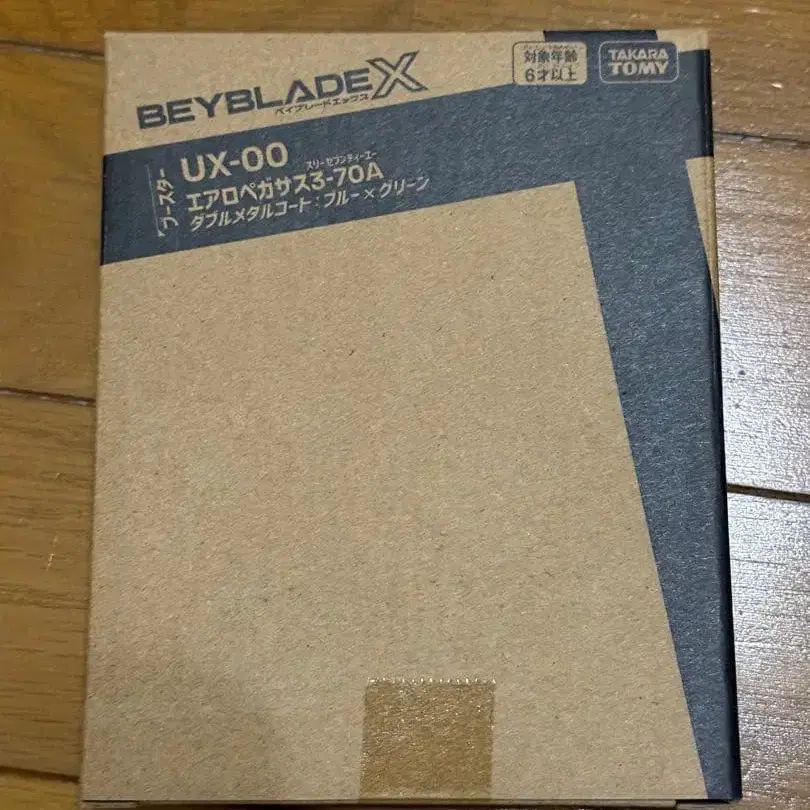 BEYBLADE X
ベイブレードエックス
対象年齢
6才以上
TAKARA
TOMY
ブースター
UX-00
スリーセブンティーエー
エアロペガサス3-70A
ダブルメタルコート：ブルー×グリーン